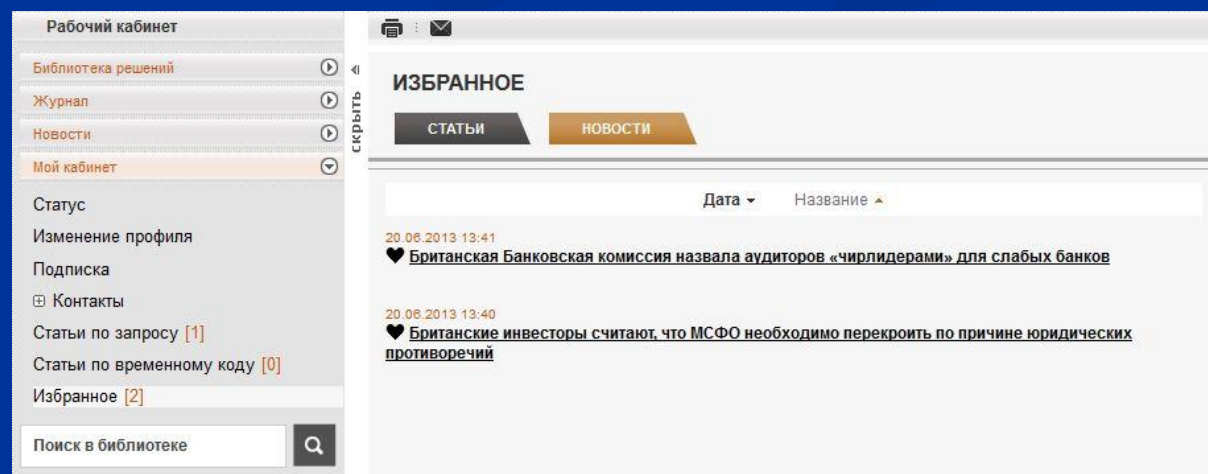 Рабочий кабинет
Библиотека решений
Журнал
Новости
Мой кабинет
Статус
Изменение профиля
Подписка
Контакты
Статьи по запросу [1]
Статьи по временному коду [0]
Избранное [2]
Поиск в библиотеке
скрыть
ИЗБРАННОЕ
СТАТЬИ НОВОСТИ
Дата Название
20.06.2013 13:41
Британская Банковская комиссия назвала аудиторов «чирлидерами» для слабых банков
20.06.2013 13:40
Британские инвесторы считают, что МСФО необходимо перекроить по причине юридических
противоречий